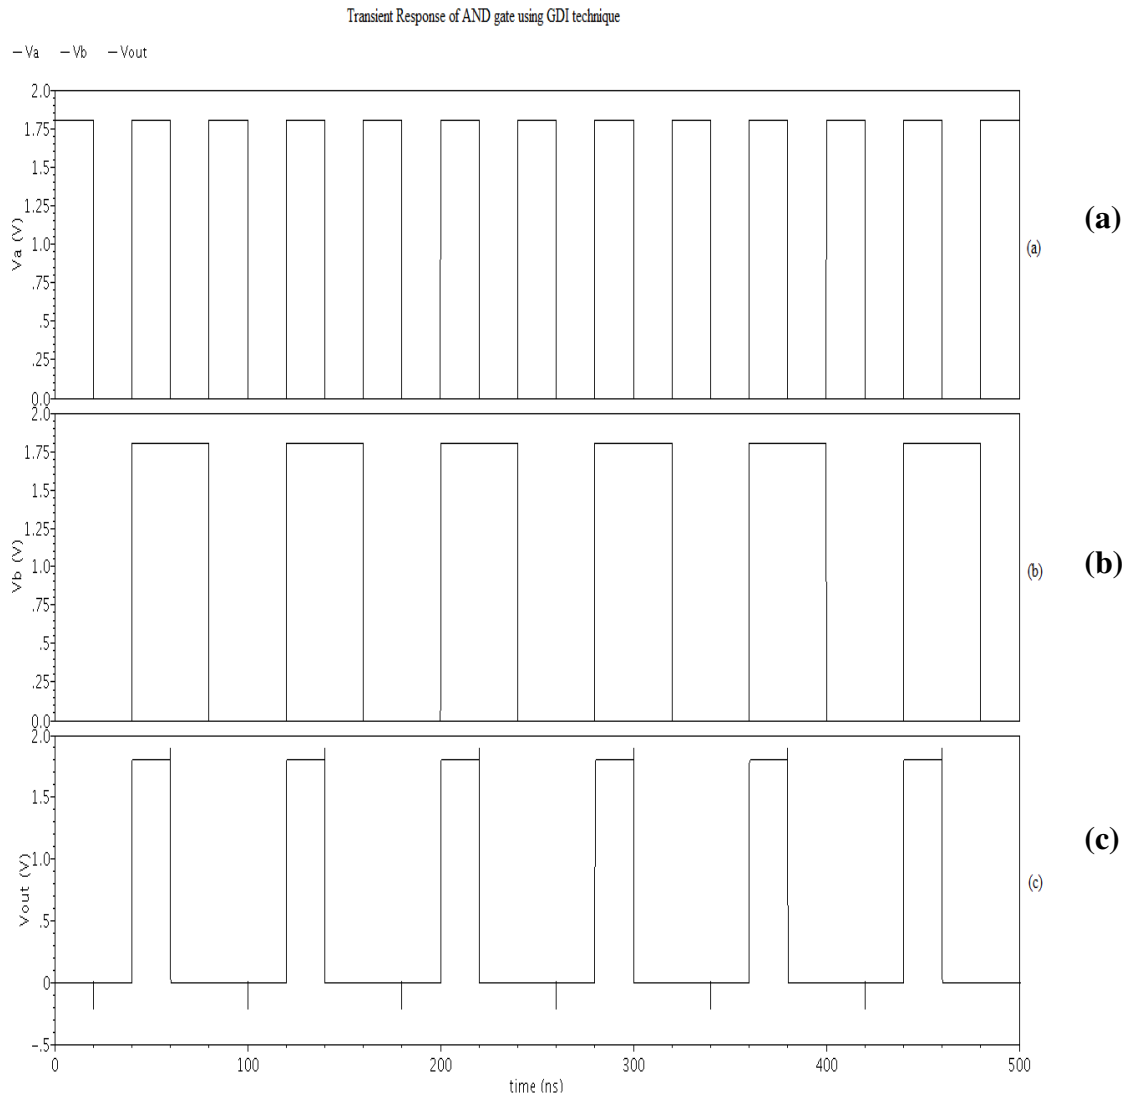 Transient Response of AND gate using GDI technique
— Va — Vb — Vout
2.0
1.75
1.5
1.25
1.0
.75
.5
.25
0.0
Va (V)
(a)
(a)
2.0
1.75
1.5
1.25
1.0
.75
.5
.25
0.0
Vb (V)
(b)
(b)
2.0
1.5
1.0
.5
0
-.5
Vout (V)
(c)
(c)
0 100 200 300 400 500
time (ns)